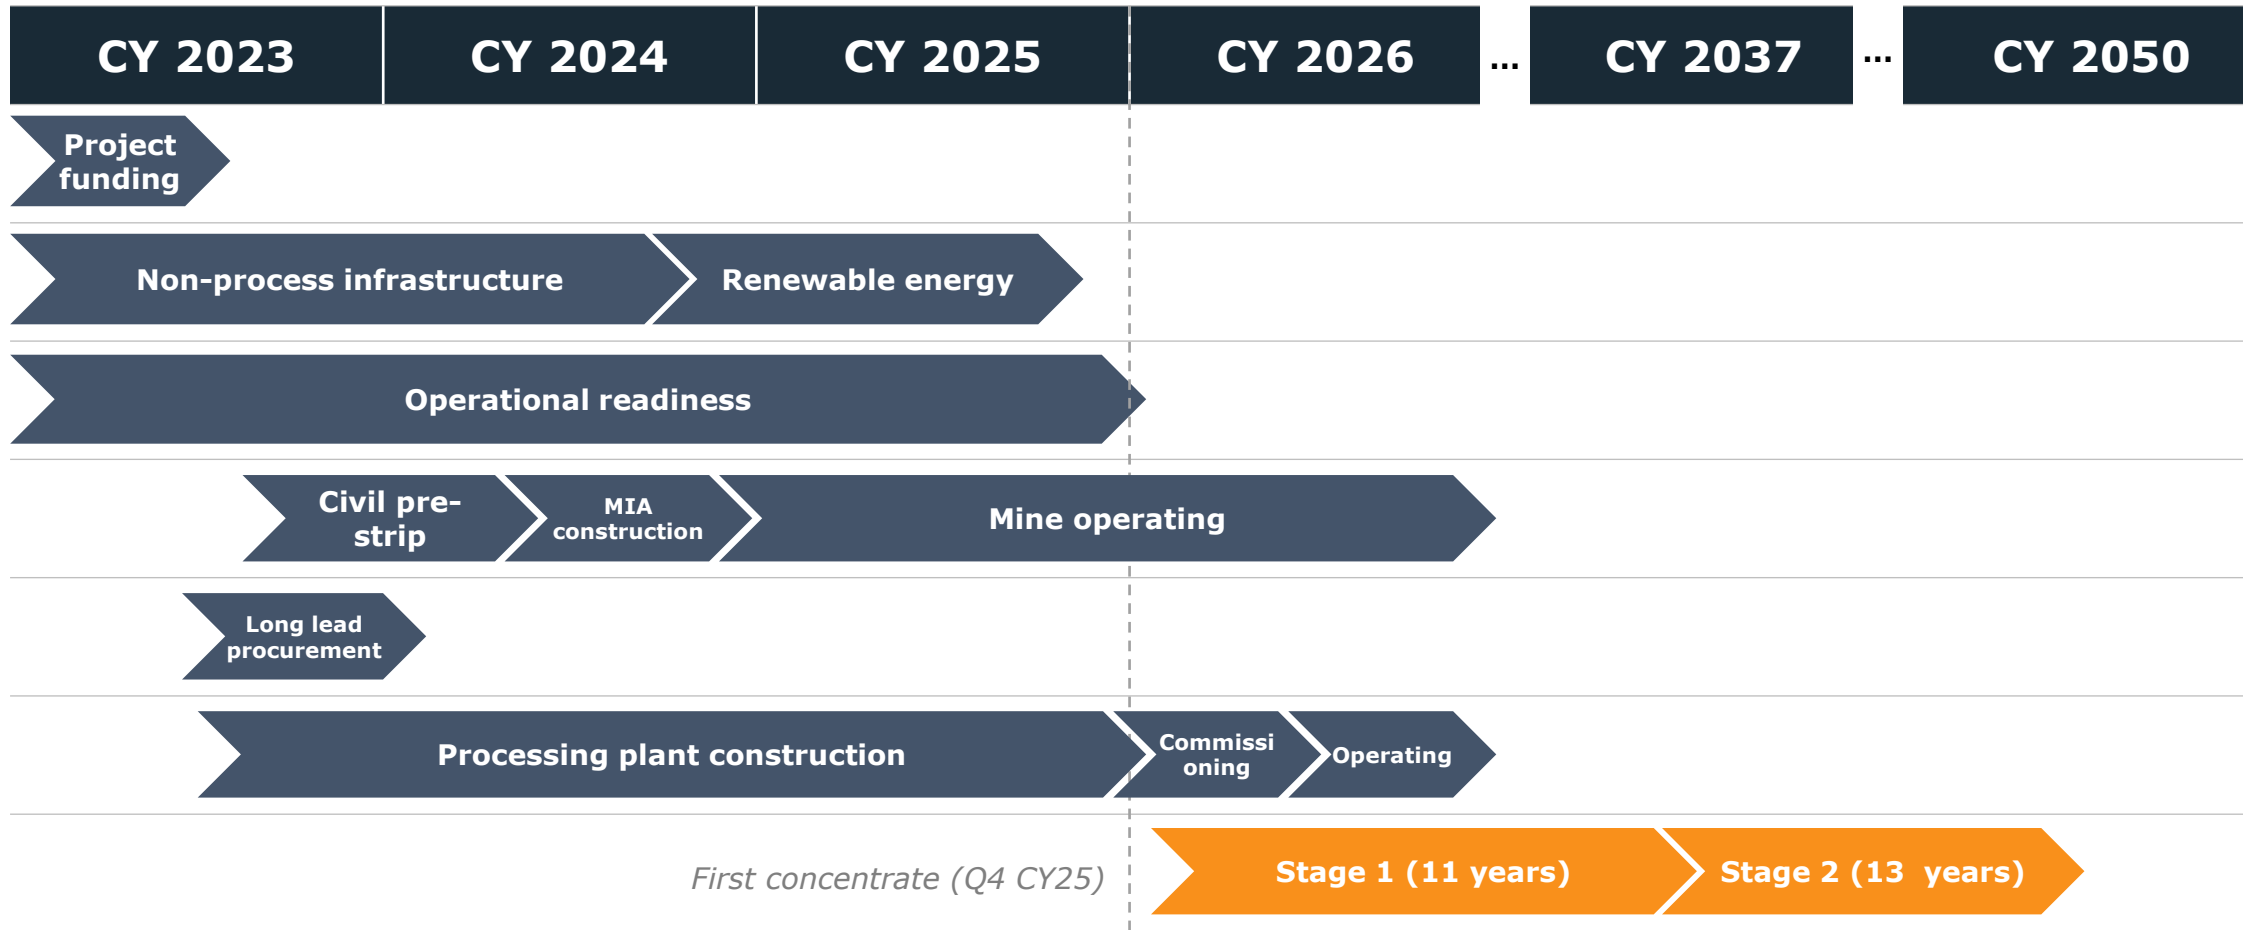 CY 2023 CY 2024 CY 2025 CY 2026 ... CY 2037 ... CY 2050
Project
funding
Non-process infrastructure
Renewable energy
Operational readiness
Civil pre-
strip
MIA
construction
Mine operating
Long lead
procurement
Processing plant construction
Commissi
oning
Operating
First concentrate (Q4 CY25)
Stage 1 (11 years)
Stage 2 (13  years)